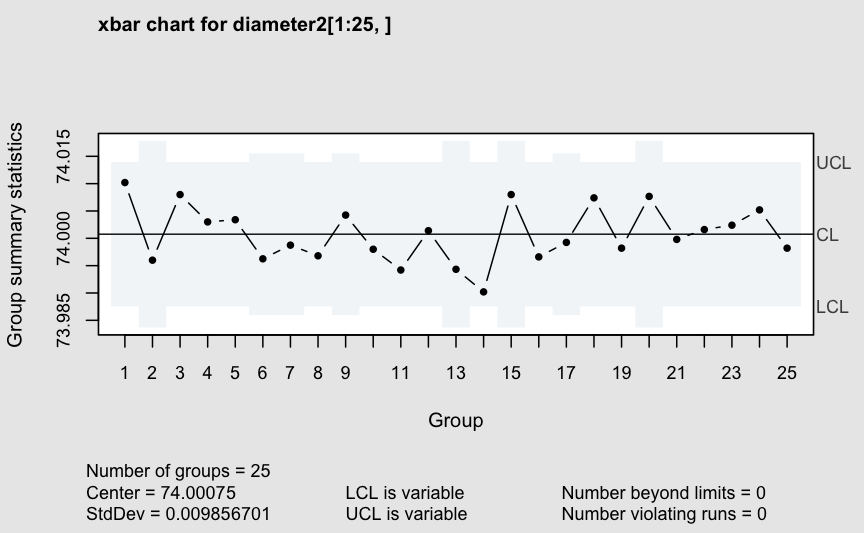 xbar chart for diameter2[1:25, ]
Group summary statistics
74.015
74.000
73.985
UCL
CL
LCL
1 2 3 4 5 6 7 8 9 11 13 15 17 19 21 23 25
Group
Number of groups = 25
Center = 74.00075 LCL is variable Number beyond limits = 0
StdDev = 0.009856701 UCL is variable Number violating runs = 0